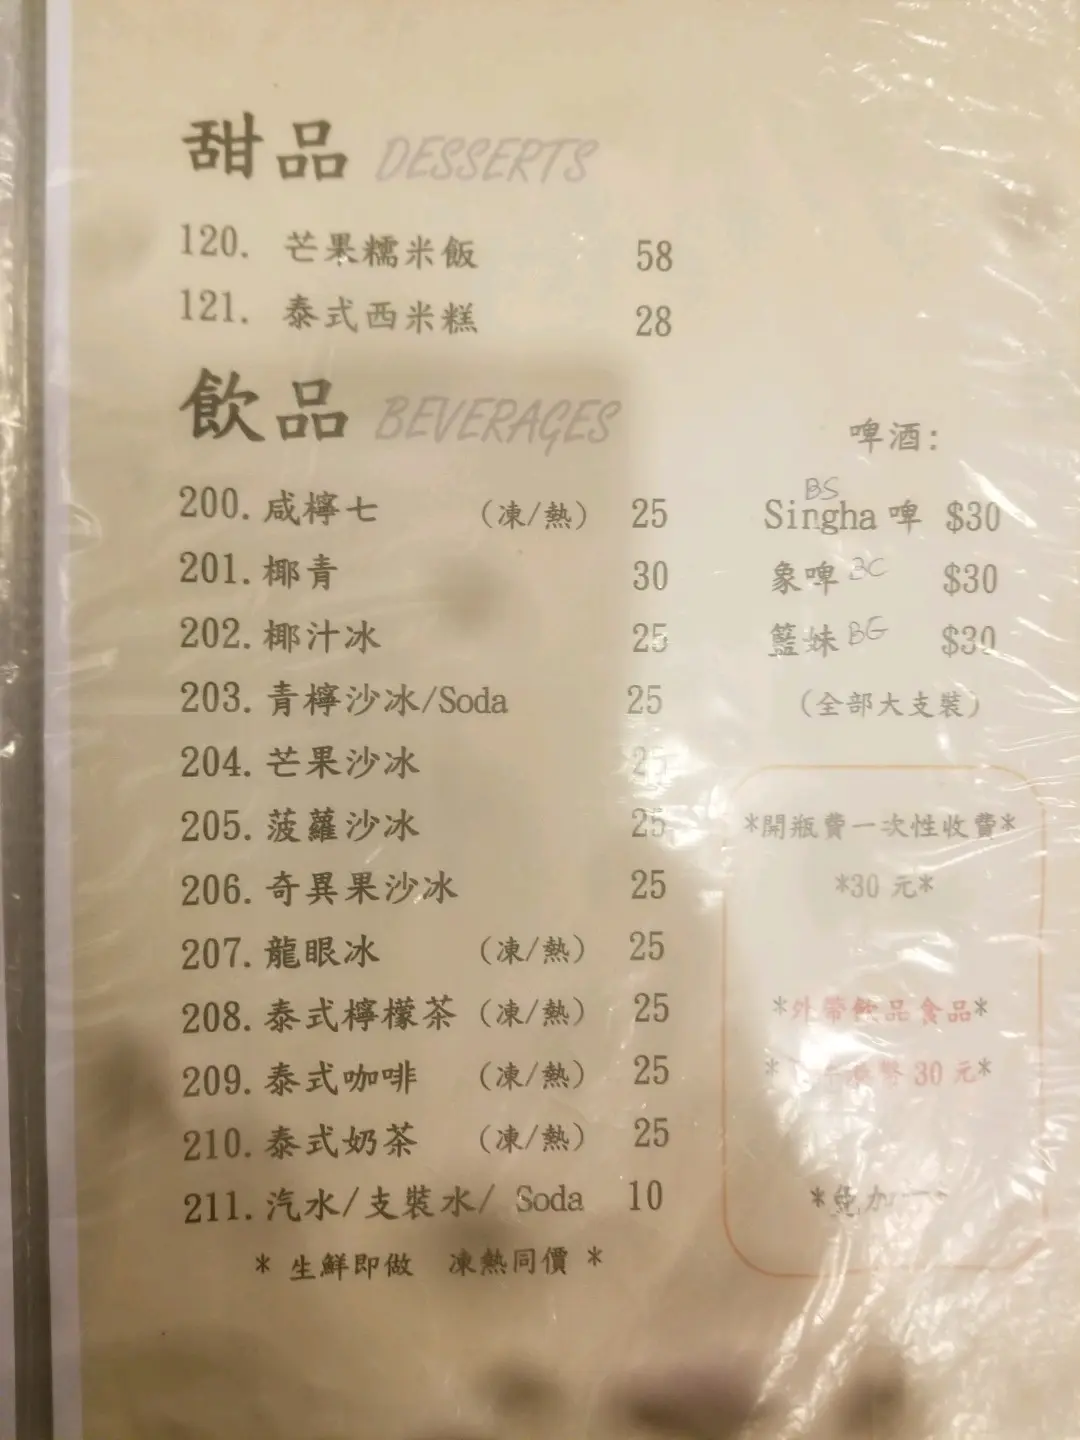 甜品 DESSERTS
120. 芒果糯米飯 58
121. 泰式西米糕 28
飲品 BEVERAGES
200. 咸檸七 (凍/熱) 25
201. 椰青 30
202. 椰汁冰 25
203. 青檸沙冰/Soda 25
204. 芒果沙冰 25
205. 菠蘿沙冰 25
206. 奇異果沙冰 25
207. 龍眼冰 (凍/熱) 25
208. 泰式檸檬茶 (凍/熱) 25
209. 泰式咖啡 (凍/熱) 25
210. 泰式奶茶 (凍/熱) 25
211. 汽水/支裝水/ Soda 10
* 生鮮即做 凍熱同價 *
啤酒:
BS
Singha 啤 $30
象啤 BC $30
籃妹 BG $30
(全部大支裝)
*開瓶費一次性收費*
*30 元*
*外帶飲品食品*
* 30 元*
*免加